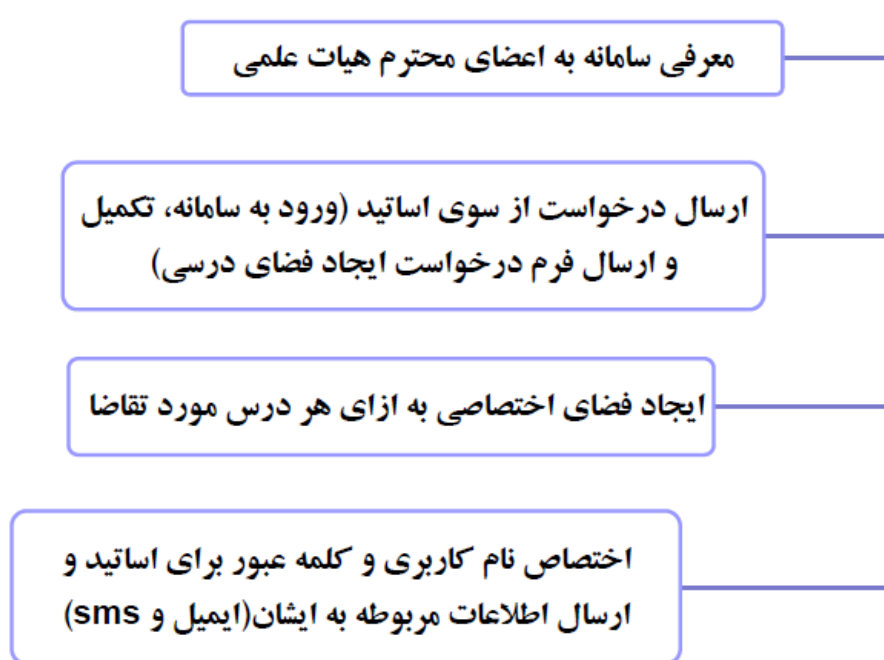 معرفی سامانه به اعضای محترم هیات علمی
ارسال درخواست از سوی اساتید (ورود به سامانه، تکمیل
و ارسال فرم درخواست ایجاد فضای درسی)
ایجاد فضای اختصاصی به ازای هر درس مورد تقاضا
اختصاص نام کاربری و کلمه عبور برای اساتید و
ارسال اطلاعات مربوطه به ایشان(ایمیل و sms)